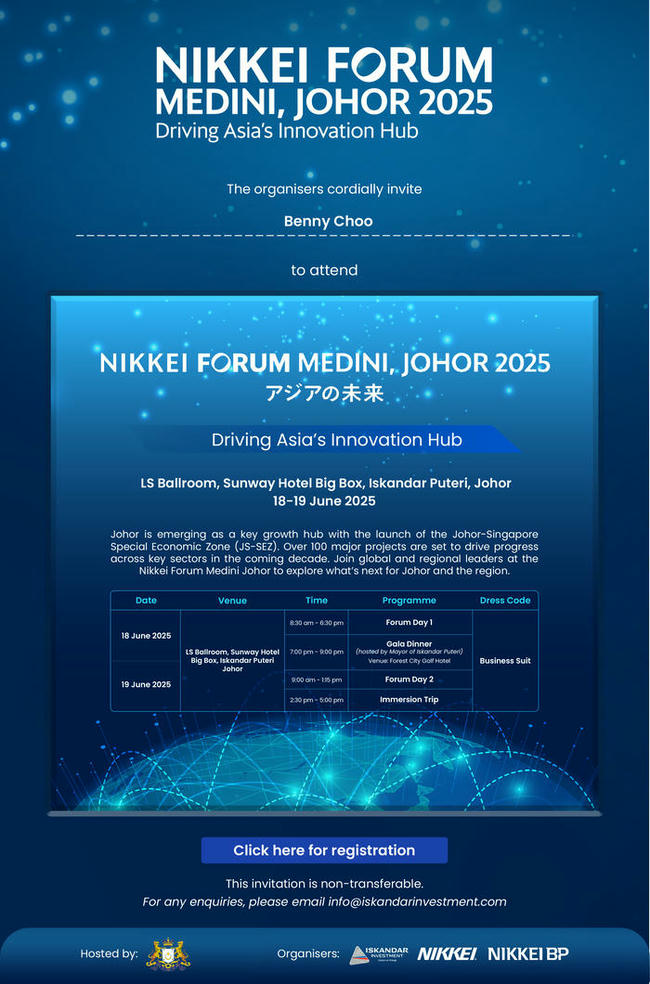 NIKKEI FORUM
MEDINI, JOHOR 2025
Driving Asia's Innovation Hub
The organisers cordially invite
Benny Choo
to attend
NIKKEI FORUM MEDINI, JOHOR 2025
アジアの未来
Driving Asia's Innovation Hub
LS Ballroom, Sunway Hotel Big Box, Iskandar Puteri, Johor
18-19 June 2025
Johor is emerging as a key growth hub with the launch of the Johor-Singapore
Special Economic Zone (JS-SEZ). Over 100 major projects are set to drive progress
across key sectors in the coming decade. Join global and regional leaders at the
Nikkei Forum Medini Johor to explore what's next for Johor and the region.
Date Venue Time Programme Dress Code
18 June 2025
LS Ballroom, Sunway Hotel
Big Box, Iskandar Puteri
Johor
8:30 am - 6:30 pm Forum Day 1
7:00 pm - 9:00 pm Gala Dinner
(hosted by Mayor of Iskandar Puteri)
Venue: Forest City Golf Hotel
Business Suit
19 June 2025
9:00 am - 1:15 pm Forum Day 2
2:30 pm - 5:00 pm Immersion Trip
Click here for registration
This invitation is non-transferable.
For any enquiries, please email info@iskandarinvestment.com
Hosted by:
Organisers: ISKANDAR
INVESTMENT
NIKKEI NIKKEI BP